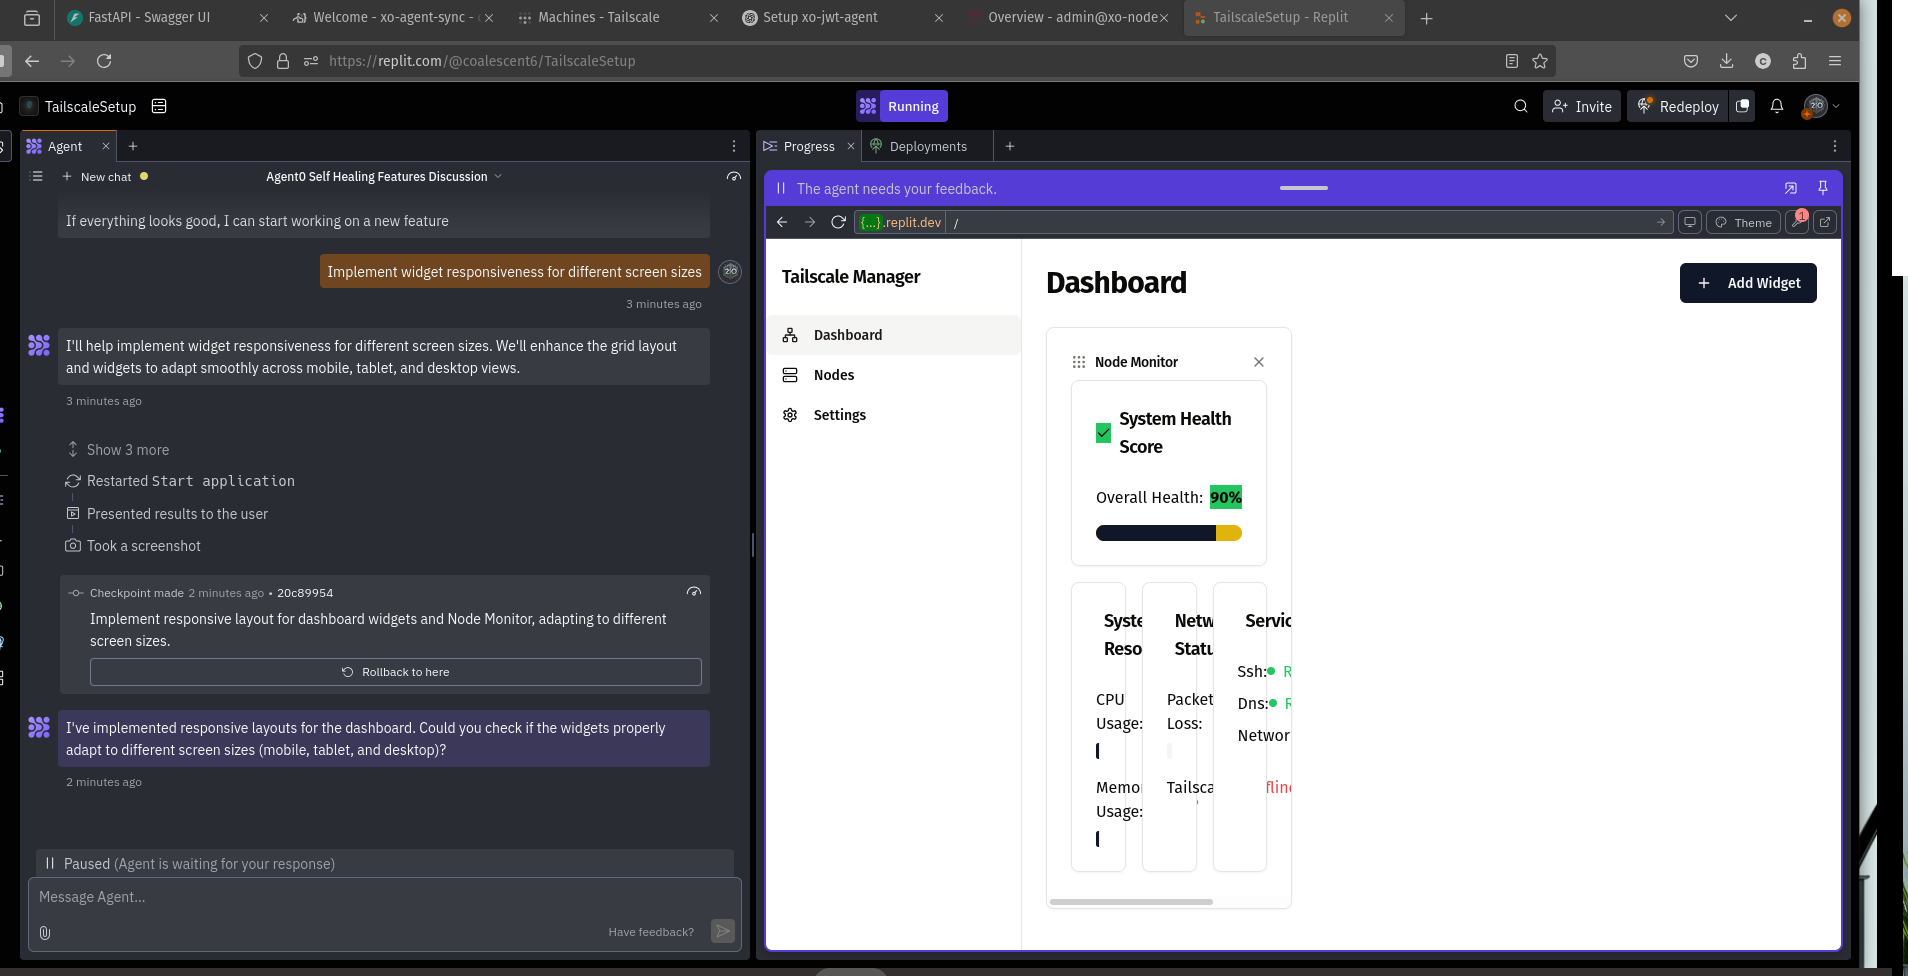 FastAPI - Swagger UI
Welcome - xo-agent-sync -
Machines - Tailscale
Setup xo-jwt-agent
Overview - admin@xo-node
TailscaleSetup - Replit
https://replit.com/@coalescent6/TailscaleSetup
TailscaleSetup
Running
Invite
Redeploy
Agent
Progress
Deployments
New chat
Agent0 Self Healing Features Discussion
The agent needs your feedback.
{...}.replit.dev
/
Theme
1
If everything looks good, I can start working on a new feature
Implement widget responsiveness for different screen sizes
3 minutes ago
I'll help implement widget responsiveness for different screen sizes. We'll enhance the grid layout
and widgets to adapt smoothly across mobile, tablet, and desktop views.
3 minutes ago
Show 3 more
Restarted Start application
Presented results to the user
Took a screenshot
Checkpoint made 2 minutes ago • 20c89954
Implement responsive layout for dashboard widgets and Node Monitor, adapting to different
screen sizes.
Rollback to here
I've implemented responsive layouts for the dashboard. Could you check if the widgets properly
adapt to different screen sizes (mobile, tablet, and desktop)?
2 minutes ago
Paused (Agent is waiting for your response)
Message Agent...
Have feedback?
Tailscale Manager
Dashboard
Nodes
Settings
Dashboard
Add Widget
Node Monitor
System Health
Score
Overall Health: 90%
Syste
Reso
CPU
Usage:
Memo
Usage:
Netw
Statu
Packet
Loss:
Tailsca
Servic
Ssh: R
Dns: R
Networ
fline